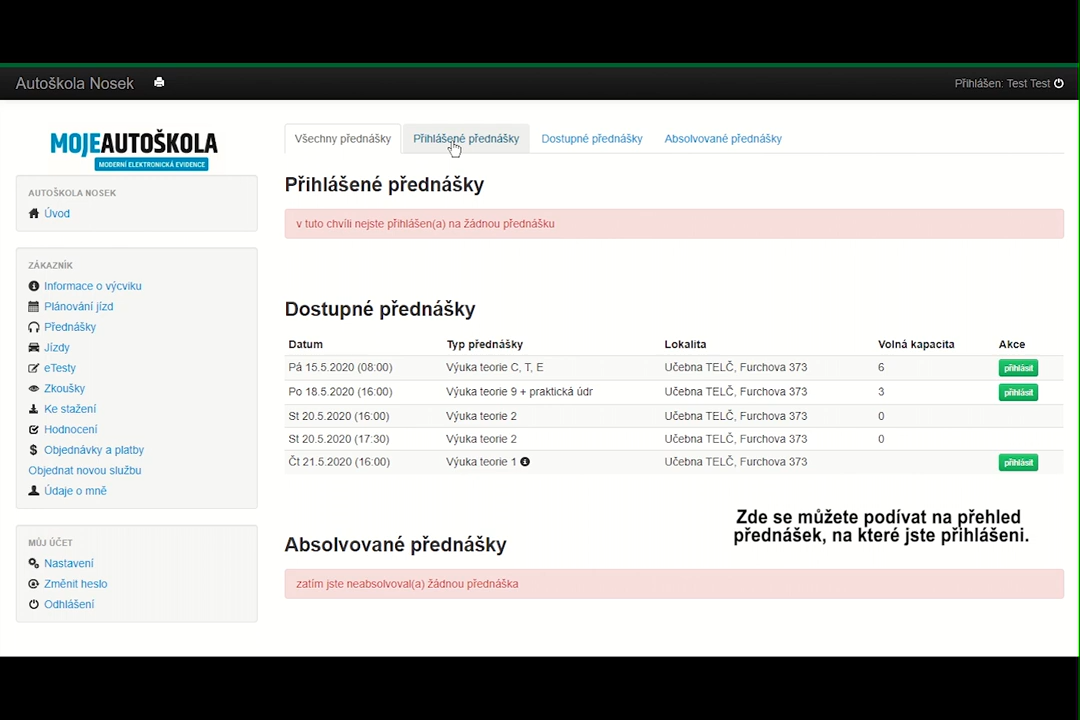 Autoškola Nosek
Přihlášen: Test Test
MOJEAUTOŠKOLA
MODERNÍ ELEKTRONICKÁ EVIDENCE
AUTOŠKOLA NOSEK
Úvod
ZÁKAZNÍK
Informace o výcviku
Plánování jízd
Přednášky
Jízdy
eTesty
Zkoušky
Ke stažení
Hodnocení
Objednávky a platby
Objednat novou službu
Údaje o mně
MŮJ ÚČET
Nastavení
Změnit heslo
Odhlášení
Všechny přednášky Přihlášené přednášky Dostupné přednášky Absolvované přednášky
Přihlášené přednášky
v tuto chvíli nejste přihlášen(a) na žádnou přednášku
Dostupné přednášky
Datum Typ přednášky Lokalita Volná kapacita Akce
Pá 15.5.2020 (08:00) Výuka teorie C, T, E Učebna TELČ, Furchova 373 6 přihlásit
Po 18.5.2020 (16:00) Výuka teorie 9 + praktická údr Učebna TELČ, Furchova 373 3 přihlásit
St 20.5.2020 (16:00) Výuka teorie 2 Učebna TELČ, Furchova 373 0
St 20.5.2020 (17:30) Výuka teorie 2 Učebna TELČ, Furchova 373 0
Čt 21.5.2020 (16:00) Výuka teorie 1 Učebna TELČ, Furchova 373 přihlásit
Zde se můžete podívat na přehled
přednášek, na které jste přihlášeni.
Absolvované přednášky
zatím jste neabsolvoval(a) žádnou přednáška